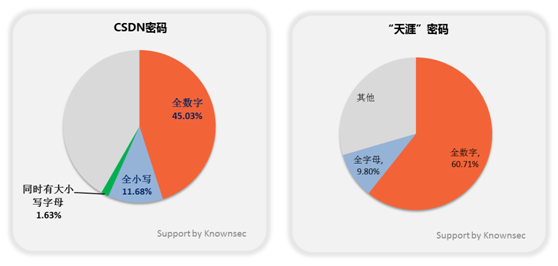 CSDN密码
全数字
45.03%
全小写
11.68%
同时有大小
写字母
1.63%
Support by Knownsec
“天涯”密码
其他
全数字,
60.71%
全字母,
9.80%
Support by Knownsec